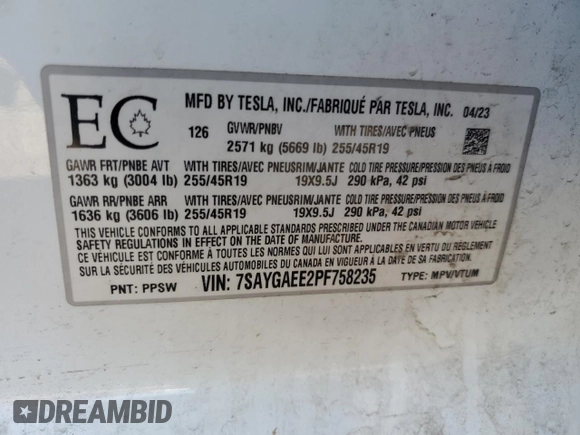 EC
MFD BY TESLA, INC./FABRIQUÉ PAR TESLA, INC. 04/23
126 GVWR/PNBV WITH TIRES/AVEC PNEUS
2571 kg (5669 lb) 255/45R19
GAWR FRT/PNBE AVT WITH TIRES/AVEC PNEUS RIM/JANTE COLD TIRE PRESSURE/PRESSION DES PNEUS À FROID
1363 kg (3004 lb) 255/45R19 19X9.5J 290 kPa, 42 psi
GAWR RR/PNBE ARR WITH TIRES/AVEC PNEUS RIM/JANTE COLD TIRE PRESSURE/PRESSION DES PNEUS À FROID
1636 kg (3606 lb) 255/45R19 19X9.5J 290 kPa, 42 psi
THIS VEHICLE CONFORMS TO ALL APPLICABLE STANDARDS PRESCRIBED UNDER THE CANADIAN MOTOR VEHICLE
SAFETY REGULATIONS IN EFFECT ON THE DATE OF MANUFACTURE
CE VÉHICULE EST CONFORME À TOUTES LES NORMES QUI LUI SONT APPLICABLES EN VERTU DU RÈGLEMENT
SUR LA SÉCURITÉ DES VÉHICULES AUTOMOBILES DU CANADA EN VIGUEUR À LA DATE DE SA FABRICATION
PNT: PPSW VIN: 7SAYGAEE2PF758235 TYPE: MPV/VTUM
DREAMBID